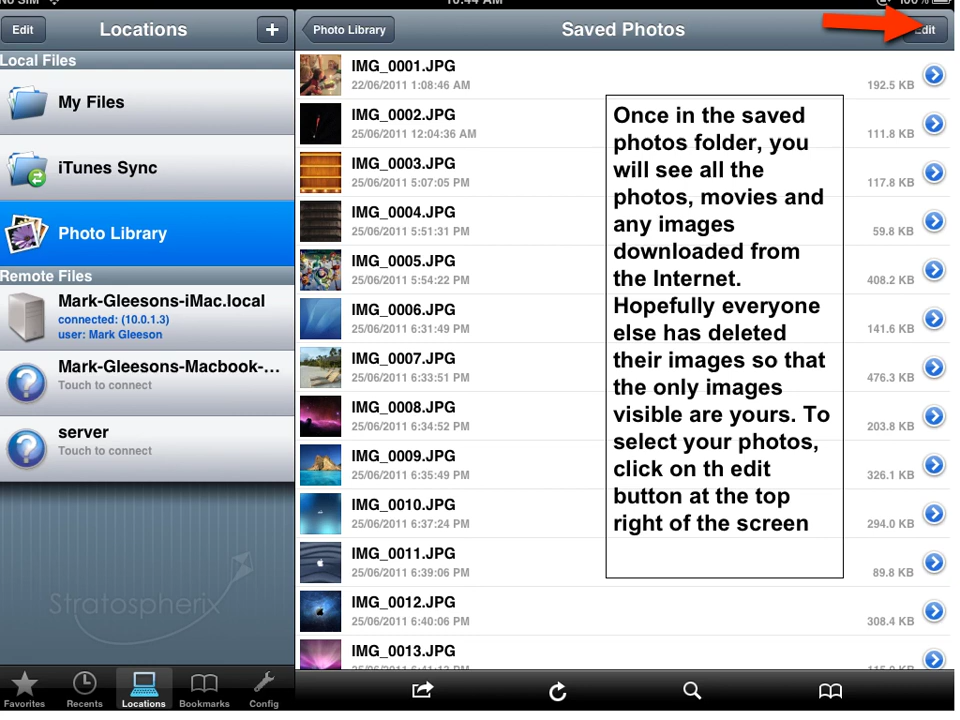 No SIM
10:44 AM
100%
Edit
Locations
+
Local Files
My Files
iTunes Sync
Photo Library
Remote Files
Mark-Gleesons-iMac.local
connected: (10.0.1.3)
user: Mark Gleeson
Mark-Gleesons-Macbook-...
Touch to connect
server
Touch to connect
Stratospherix
Favorites
Recents
Locations
Bookmarks
Config
Photo Library
Saved Photos
Edit
IMG_0001.JPG
22/06/2011 1:08:46 AM
192.5 KB
IMG_0002.JPG
25/06/2011 12:04:36 AM
111.8 KB
IMG_0003.JPG
25/06/2011 5:07:05 PM
117.8 KB
IMG_0004.JPG
25/06/2011 5:51:31 PM
59.8 KB
IMG_0005.JPG
25/06/2011 5:54:22 PM
408.2 KB
IMG_0006.JPG
25/06/2011 6:31:49 PM
141.6 KB
IMG_0007.JPG
25/06/2011 6:33:51 PM
476.3 KB
IMG_0008.JPG
25/06/2011 6:34:52 PM
203.8 KB
IMG_0009.JPG
25/06/2011 6:35:49 PM
326.1 KB
IMG_0010.JPG
25/06/2011 6:37:24 PM
294.0 KB
IMG_0011.JPG
25/06/2011 6:39:06 PM
89.8 KB
IMG_0012.JPG
25/06/2011 6:40:06 PM
308.4 KB
IMG_0013.JPG
Once in the saved
photos folder, you
will see all the
photos, movies and
any images
downloaded from
the Internet.
Hopefully everyone
else has deleted
their images so that
the only images
visible are yours. To
select your photos,
click on th edit
button at the top
right of the screen